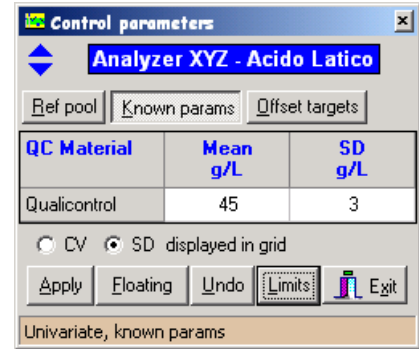 Control parameters
Analyzer XYZ - Acido Latico
Ref pool Known params Offset targets
QC Material Mean g/L SD g/L
Qualicontrol 45 3
CV SD displayed in grid
Apply Floating Undo Limits Exit
Univariate, known params